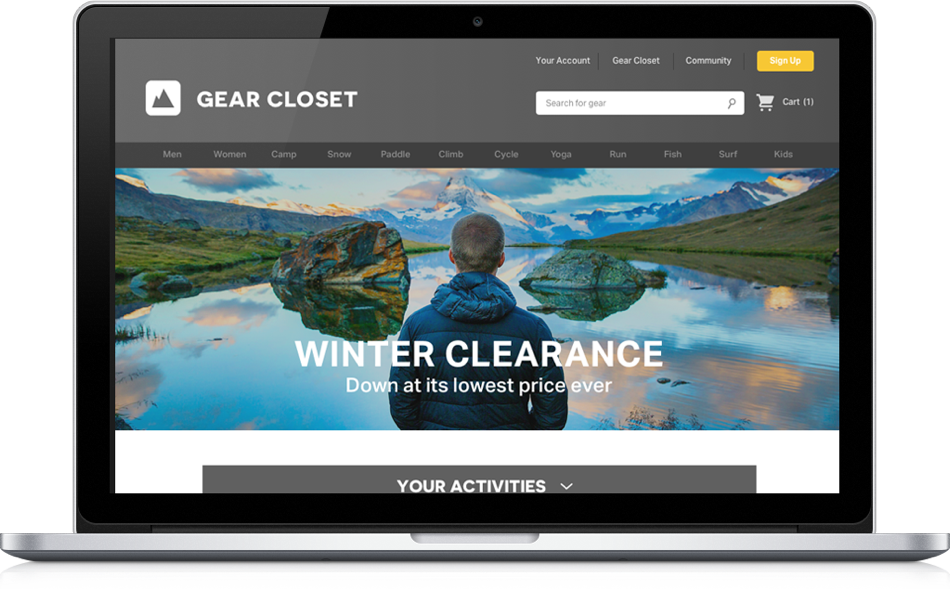 Your Account Gear Closet Community Sign Up
GEAR CLOSET
Search for gear
Cart (1)
Men Women Camp Snow Paddle Climb Cycle Yoga Run Fish Surf Kids
WINTER CLEARANCE
Down at its lowest price ever
YOUR ACTIVITIES